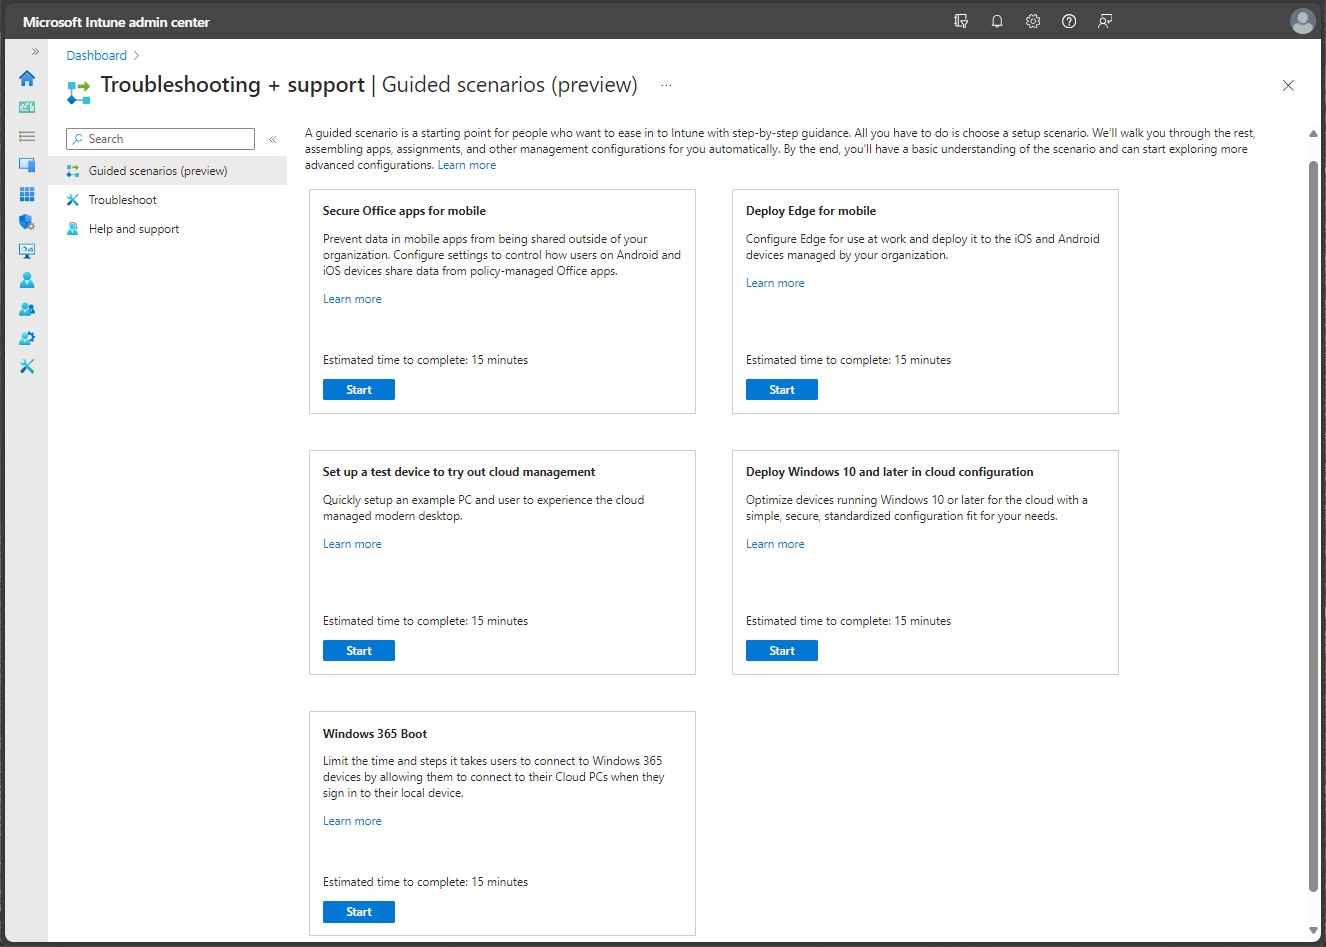 Microsoft Intune admin center
Dashboard
Troubleshooting + support | Guided scenarios (preview)
Search
Guided scenarios (preview)
Troubleshoot
Help and support
A guided scenario is a starting point for people who want to ease in to Intune with step-by-step guidance. All you have to do is choose a setup scenario. We'll walk you through the rest,
assembling apps, assignments, and other management configurations for you automatically. By the end, you'll have a basic understanding of the scenario and can start exploring more
advanced configurations. Learn more
Secure Office apps for mobile
Prevent data in mobile apps from being shared outside of your
organization. Configure settings to control how users on Android and
iOS devices share data from policy-managed Office apps.
Learn more
Estimated time to complete: 15 minutes
Start
Deploy Edge for mobile
Configure Edge for use at work and deploy it to the iOS and Android
devices managed by your organization.
Learn more
Estimated time to complete: 15 minutes
Start
Set up a test device to try out cloud management
Quickly setup an example PC and user to experience the cloud
managed modern desktop.
Learn more
Estimated time to complete: 15 minutes
Start
Deploy Windows 10 and later in cloud configuration
Optimize devices running Windows 10 or later for the cloud with a
simple, secure, standardized configuration fit for your needs.
Learn more
Estimated time to complete: 15 minutes
Start
Windows 365 Boot
Limit the time and steps it takes users to connect to Windows 365
devices by allowing them to connect to their Cloud PCs when they
sign in to their local device.
Learn more
Estimated time to complete: 15 minutes
Start